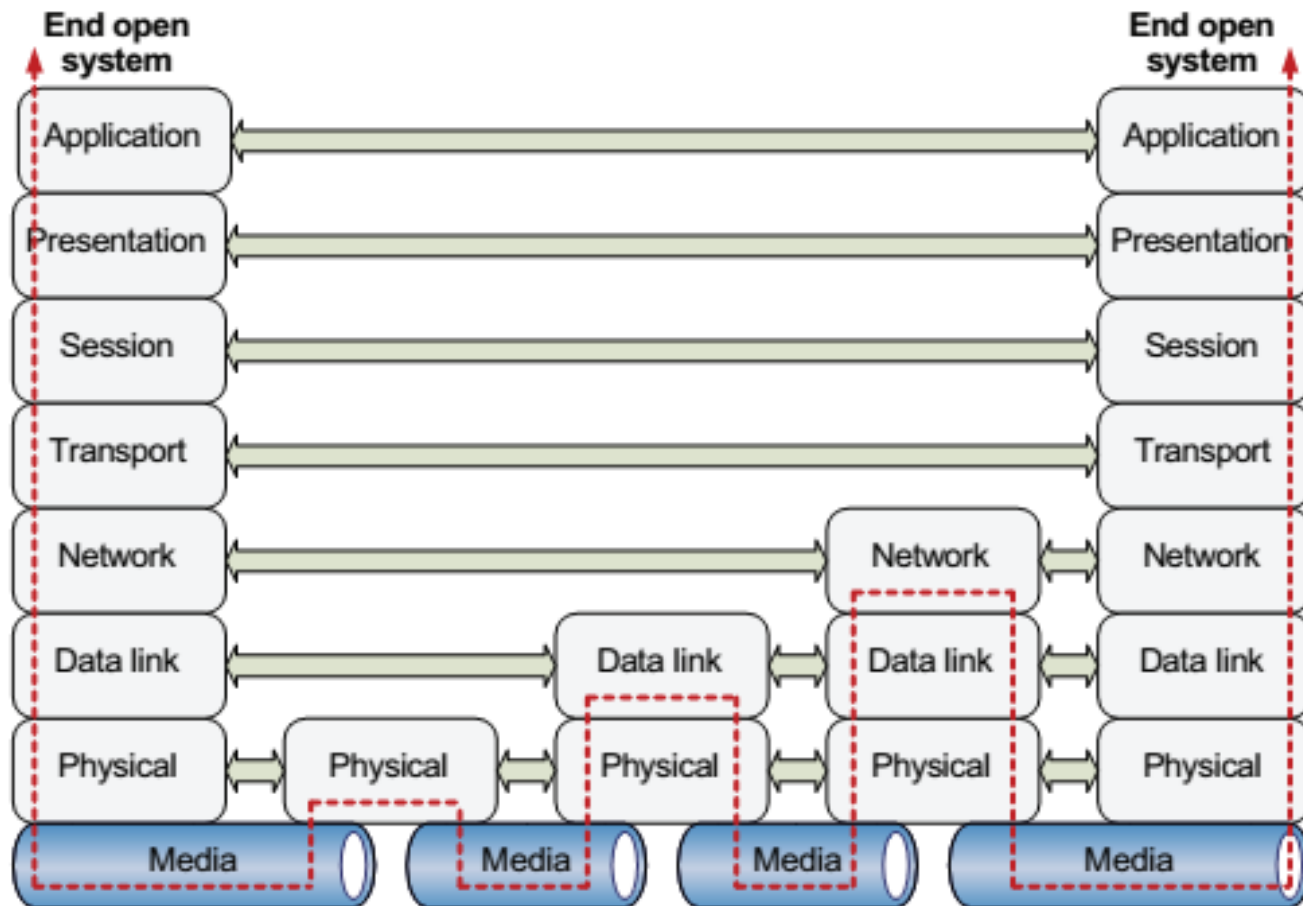 End open
system
End open
system
Application
Application
Presentation
Presentation
Session
Session
Transport
Transport
Network
Network
Network
Data link
Data link
Data link
Data link
Physical
Physical
Physical
Physical
Physical
Media
Media
Media
Media